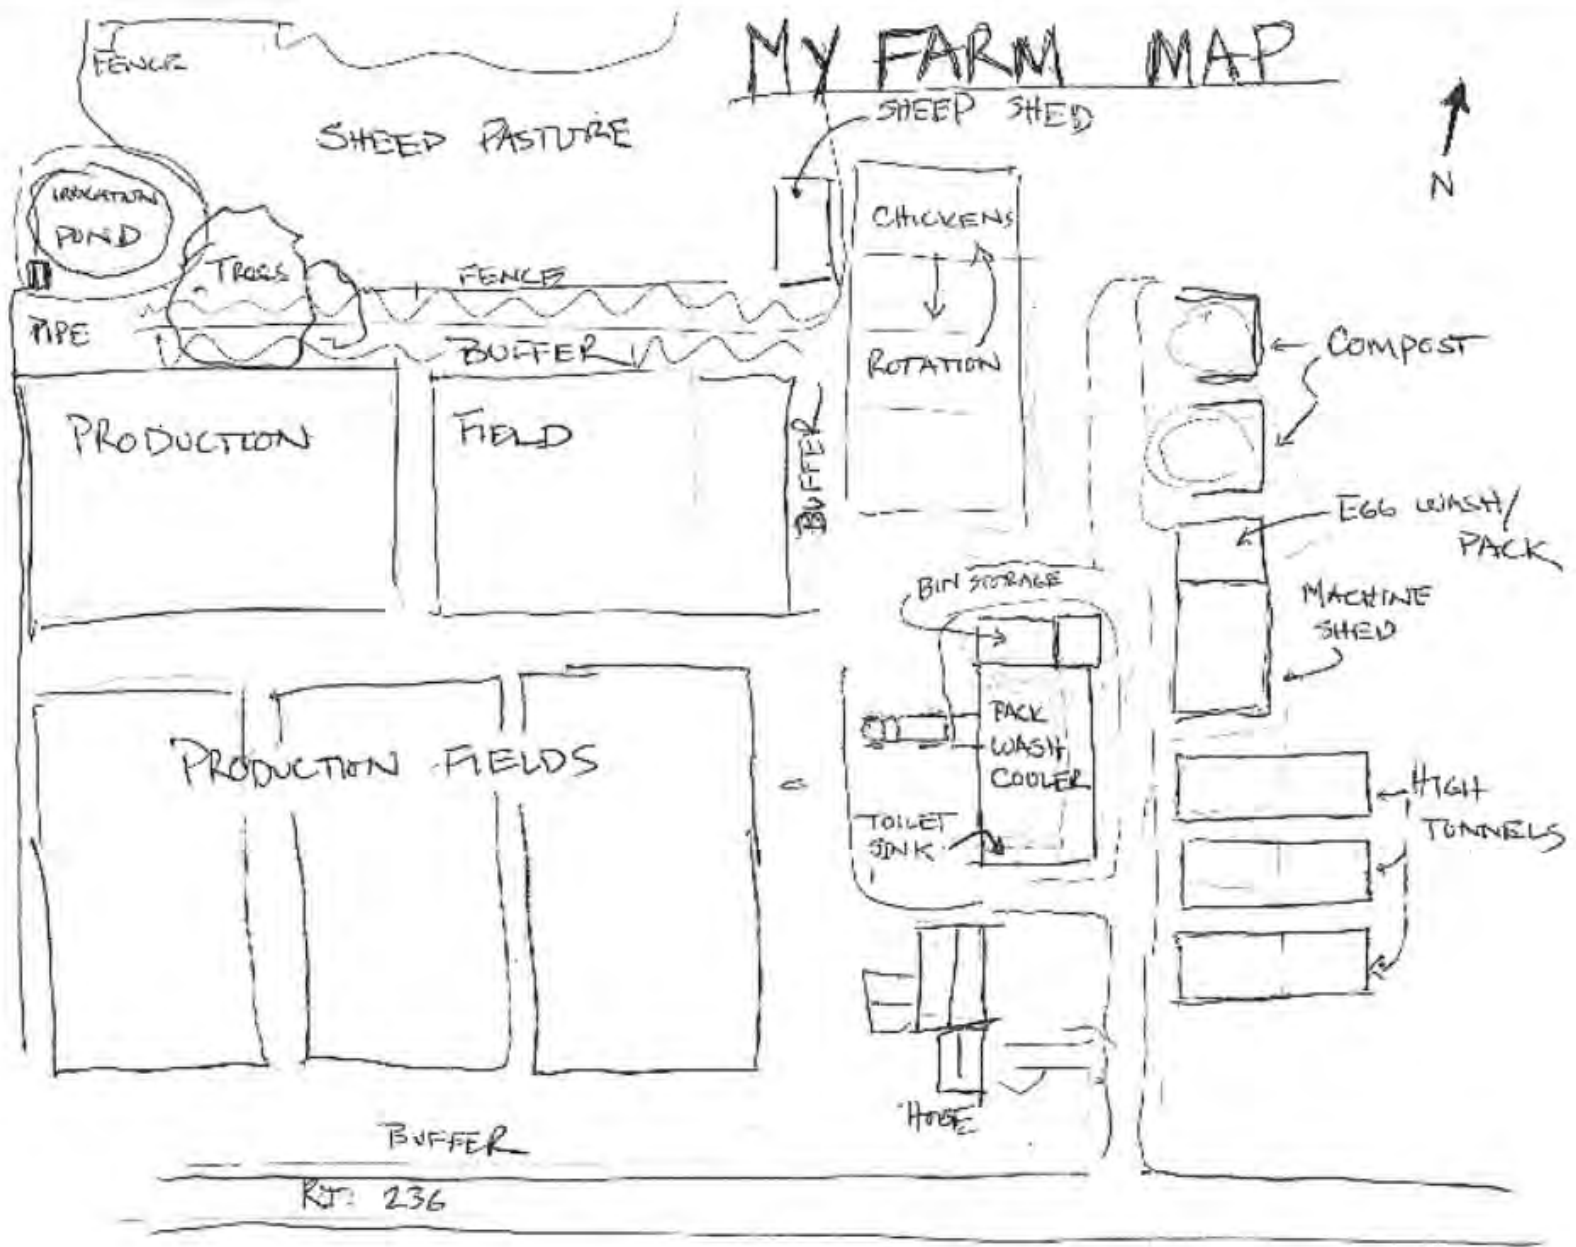 MY FARM MAP
FENCE
SHEEP SHED
SHEEP PASTURE
N
IRRIGATION
POND
CHICKENS
TREES
FENCE
PIPE
BUFFER
ROTATION
COMPOST
PRODUCTION
FIELD
BUFFER
EGG WASH/
PACK
BIN STORAGE
MACHINE
SHED
PACK
WASH
COOLER
PRODUCTION FIELDS
HIGH
TUNNELS
TOILET
SINK
HOUSE
BUFFER
RT. 236